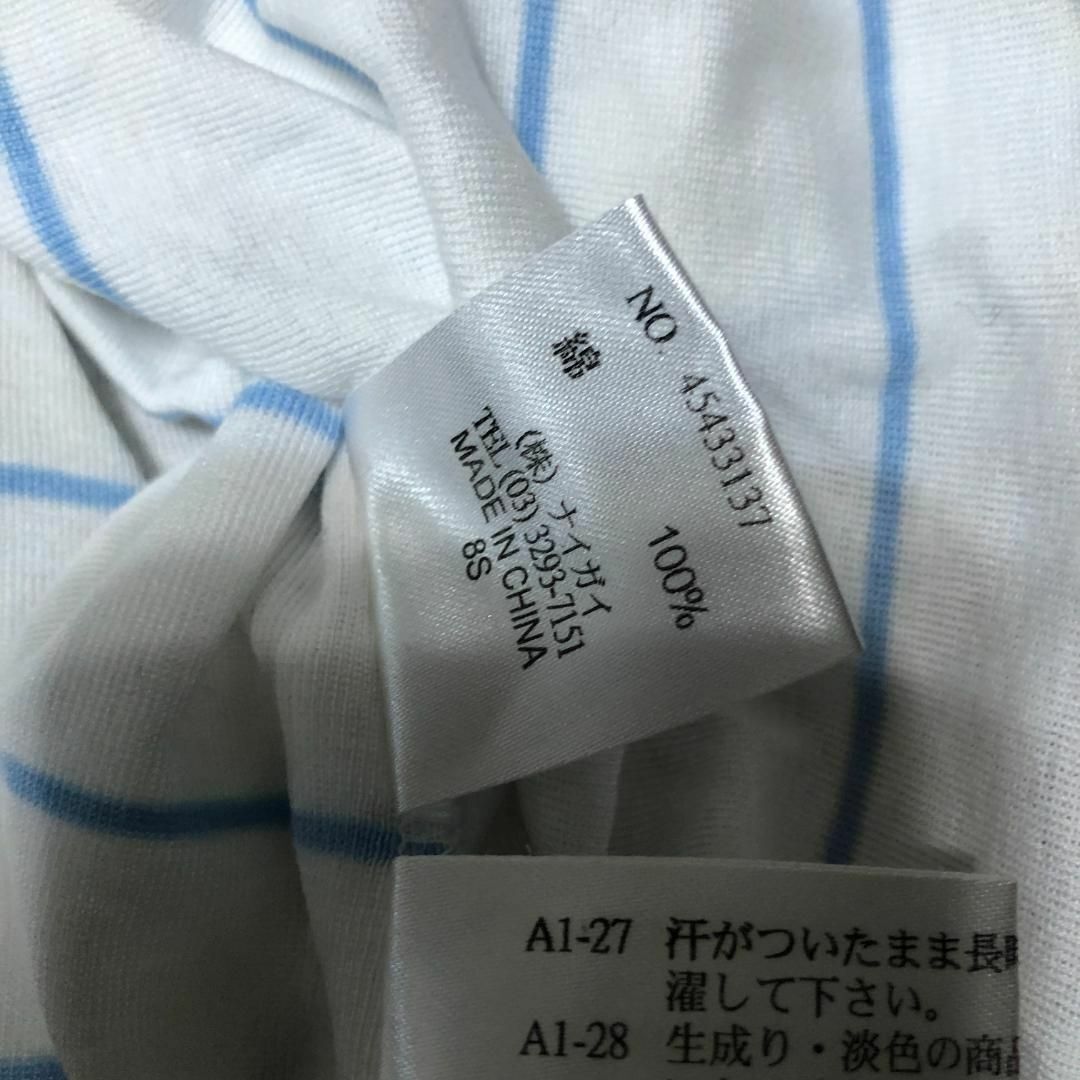 NO. 45433137
綿 100%
(株) ナイガイ
TEL (03) 3293-7151
MADE IN CHINA
8S
A1-27 汗がついたまま長
濯して下さい。
A1-28 生成り・淡色の商